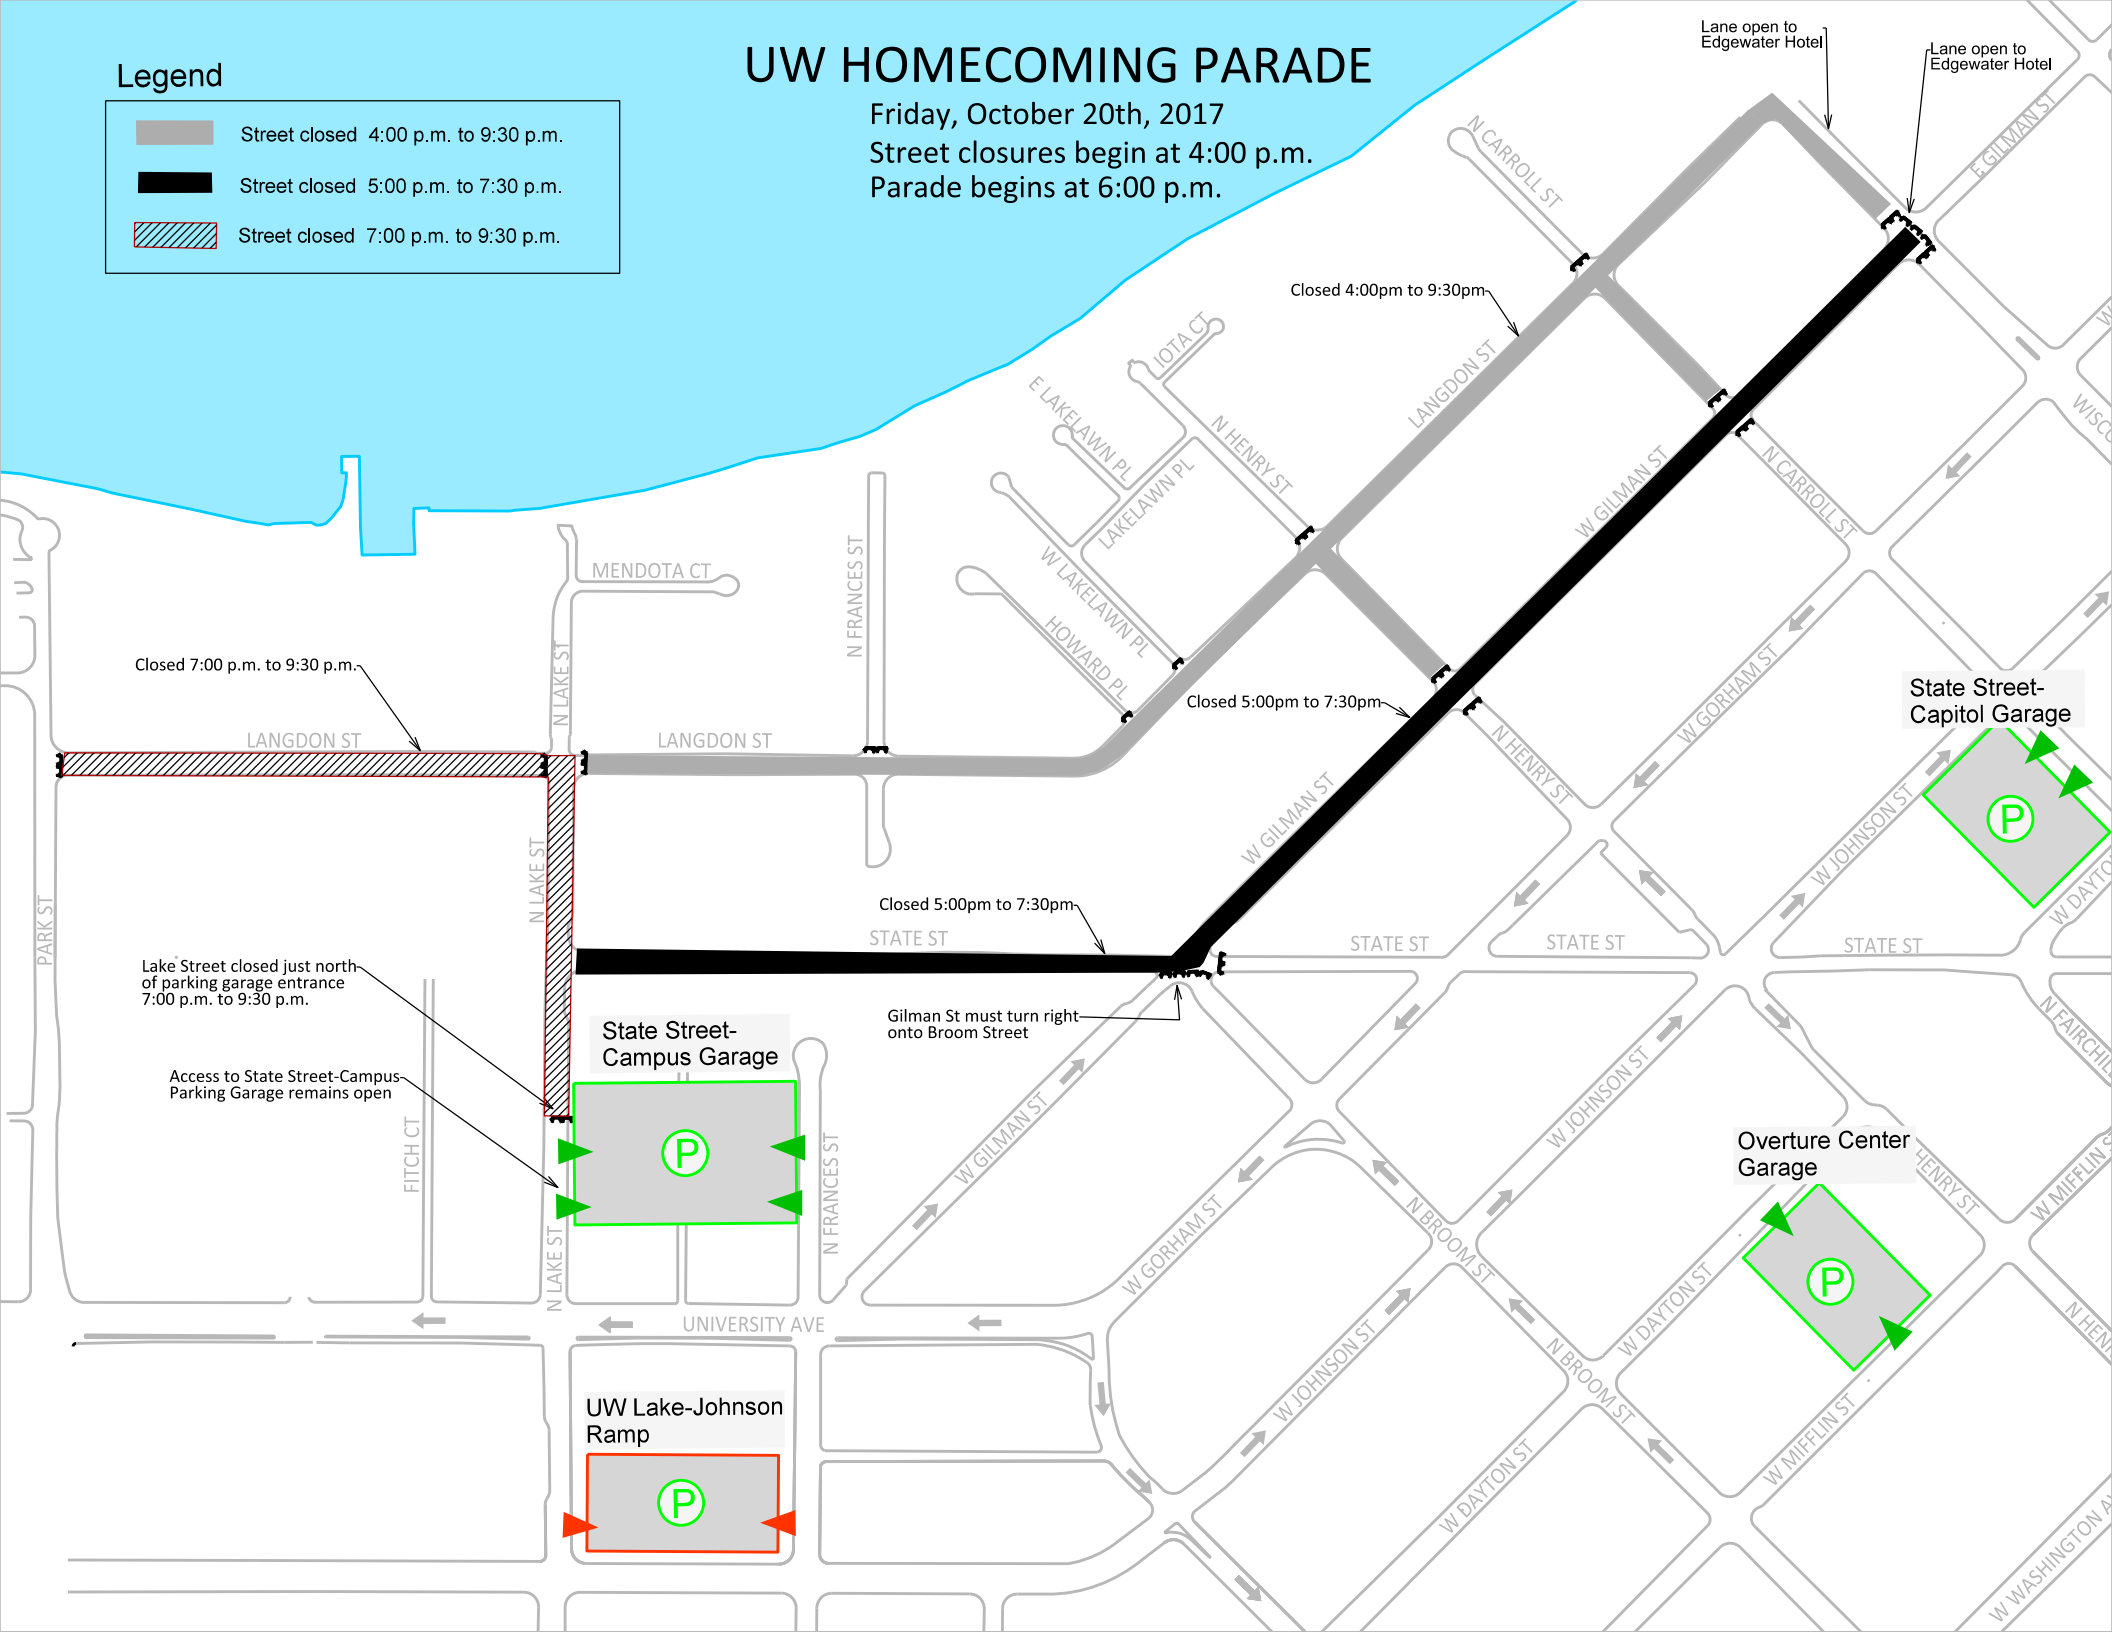 UW HOMECOMING PARADE
Friday, October 20th, 2017
Street closures begin at 4:00 p.m.
Parade begins at 6:00 p.m.
Legend
Street closed 4:00 p.m. to 9:30 p.m.
Street closed 5:00 p.m. to 7:30 p.m.
Street closed 7:00 p.m. to 9:30 p.m.
Lane open to
Edgewater Hotel
Lane open to
Edgewater Hotel
E GILMAN ST
N CARROLL ST
Closed 4:00pm to 9:30pm
IOTA CT
E LAKELAWN PL
N HENRY ST
LANGDON ST
LAKELAWN PL
W LAKELAWN PL
HOWARD PL
W GILMAN ST
N CARROLL ST
MENDOTA CT
N FRANCES ST
N LAKE ST
Closed 7:00 p.m. to 9:30 p.m.
LANGDON ST
LANGDON ST
Closed 5:00pm to 7:30pm
W GORHAM ST
N HENRY ST
State Street-
Capitol Garage
P
W JOHNSON ST
W GILMAN ST
N LAKE ST
PARK ST
Closed 5:00pm to 7:30pm
STATE ST
STATE ST
STATE ST
STATE ST
Lake Street closed just north
of parking garage entrance
7:00 p.m. to 9:30 p.m.
Gilman St must turn right
onto Broom Street
State Street-
Campus Garage
P
Access to State Street-Campus
Parking Garage remains open
FITCH CT
N FRANCES ST
N LAKE ST
W GILMAN ST
W GORHAM ST
W JOHNSON ST
N BROOM ST
Overture Center
Garage
P
HENRY ST
W MIFFLIN S
W DAYTON ST
N BROOM ST
W JOHNSON ST
UNIVERSITY AVE
UW Lake-Johnson
Ramp
P
W DAYTON ST
W MIFFLIN ST
W WASHINGTON A